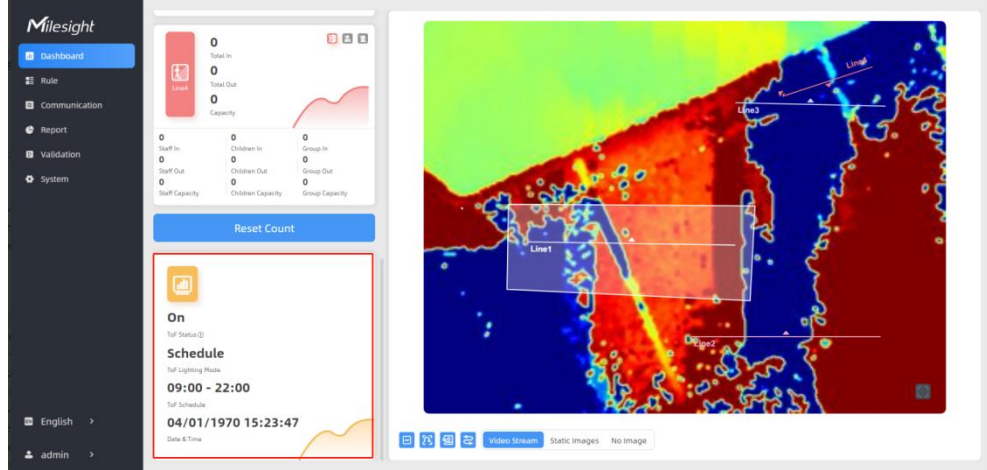 Milesight
Dashboard
Rule
Communication
Report
Validation
System
English
admin
Line4
0
Total In
0
Total Out
0
Capacity
0 0 0
Staff In Children In Group In
0 0 0
Staff Out Children Out Group Out
0 0 0
Staff Capacity Children Capacity Group Capacity
Reset Count
On
ToF Status
Schedule
ToF Lighting Mode
09:00 - 22:00
ToF Schedule
04/01/1970 15:23:47
Date & Time
Line4
Line3
Line1
Line2
Video Stream Static Images No Image